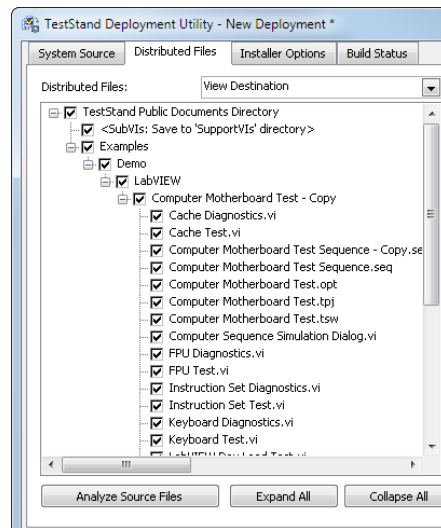 TestStand Deployment Utility - New Deployment *
System Source Distributed Files Installer Options Build Status
Distributed Files: View Destination
TestStand Public Documents Directory
<SubVIs: Save to 'SupportVIs' directory>
Examples
Demo
LabVIEW
Computer Motherboard Test - Copy
Cache Diagnostics.vi
Cache Test.vi
Computer Motherboard Test Sequence - Copy.se
Computer Motherboard Test Sequence.seq
Computer Motherboard Test.opt
Computer Motherboard Test.tpj
Computer Motherboard Test.tsw
Computer Sequence Simulation Dialog.vi
FPU Diagnostics.vi
FPU Test.vi
Instruction Set Diagnostics.vi
Instruction Set Test.vi
Keyboard Diagnostics.vi
Keyboard Test.vi
Analyze Source Files Expand All Collapse All